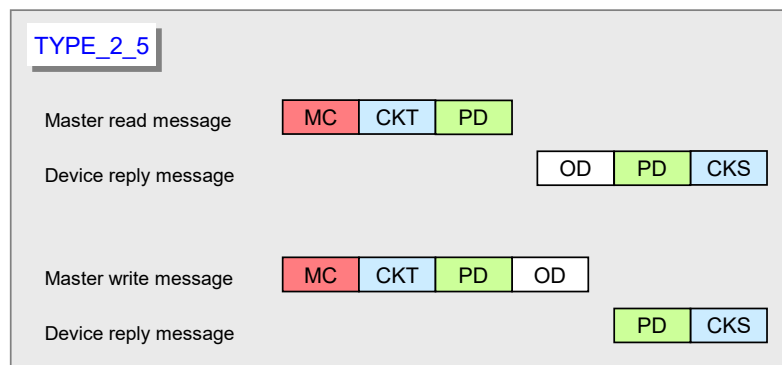 TYPE_2_5
Master read message MC CKT PD
Device reply message OD PD CKS
Master write message MC CKT PD OD
Device reply message PD CKS